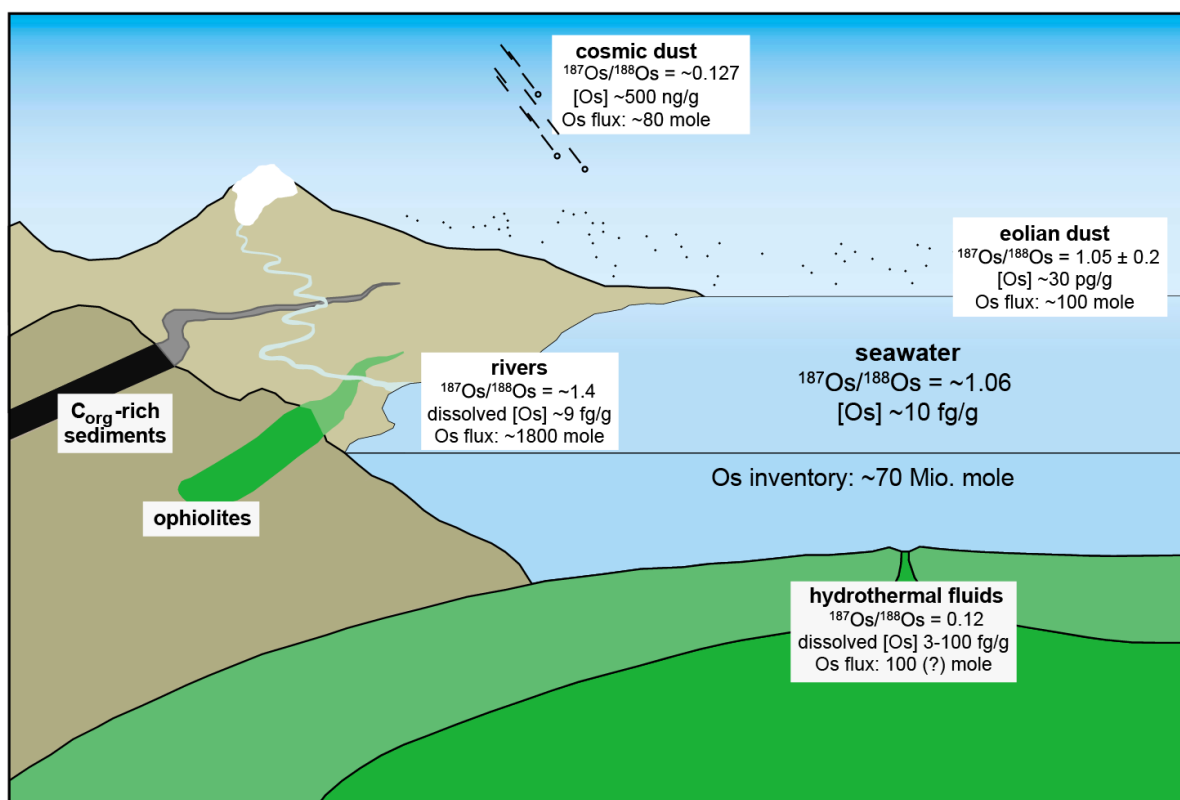 cosmic dust
¹⁸⁷Os/¹⁸⁸Os = ~0.127
[Os] ~500 ng/g
Os flux: ~80 mole
eolian dust
¹⁸⁷Os/¹⁸⁸Os = 1.05 ± 0.2
[Os] ~30 pg/g
Os flux: ~100 mole
seawater
¹⁸⁷Os/¹⁸⁸Os = ~1.06
[Os] ~10 fg/g
rivers
¹⁸⁷Os/¹⁸⁸Os = ~1.4
dissolved [Os] ~9 fg/g
Os flux: ~1800 mole
Corg-rich
sediments
ophiolites
Os inventory: ~70 Mio. mole
hydrothermal fluids
¹⁸⁷Os/¹⁸⁸Os = 0.12
dissolved [Os] 3-100 fg/g
Os flux: 100 (?) mole